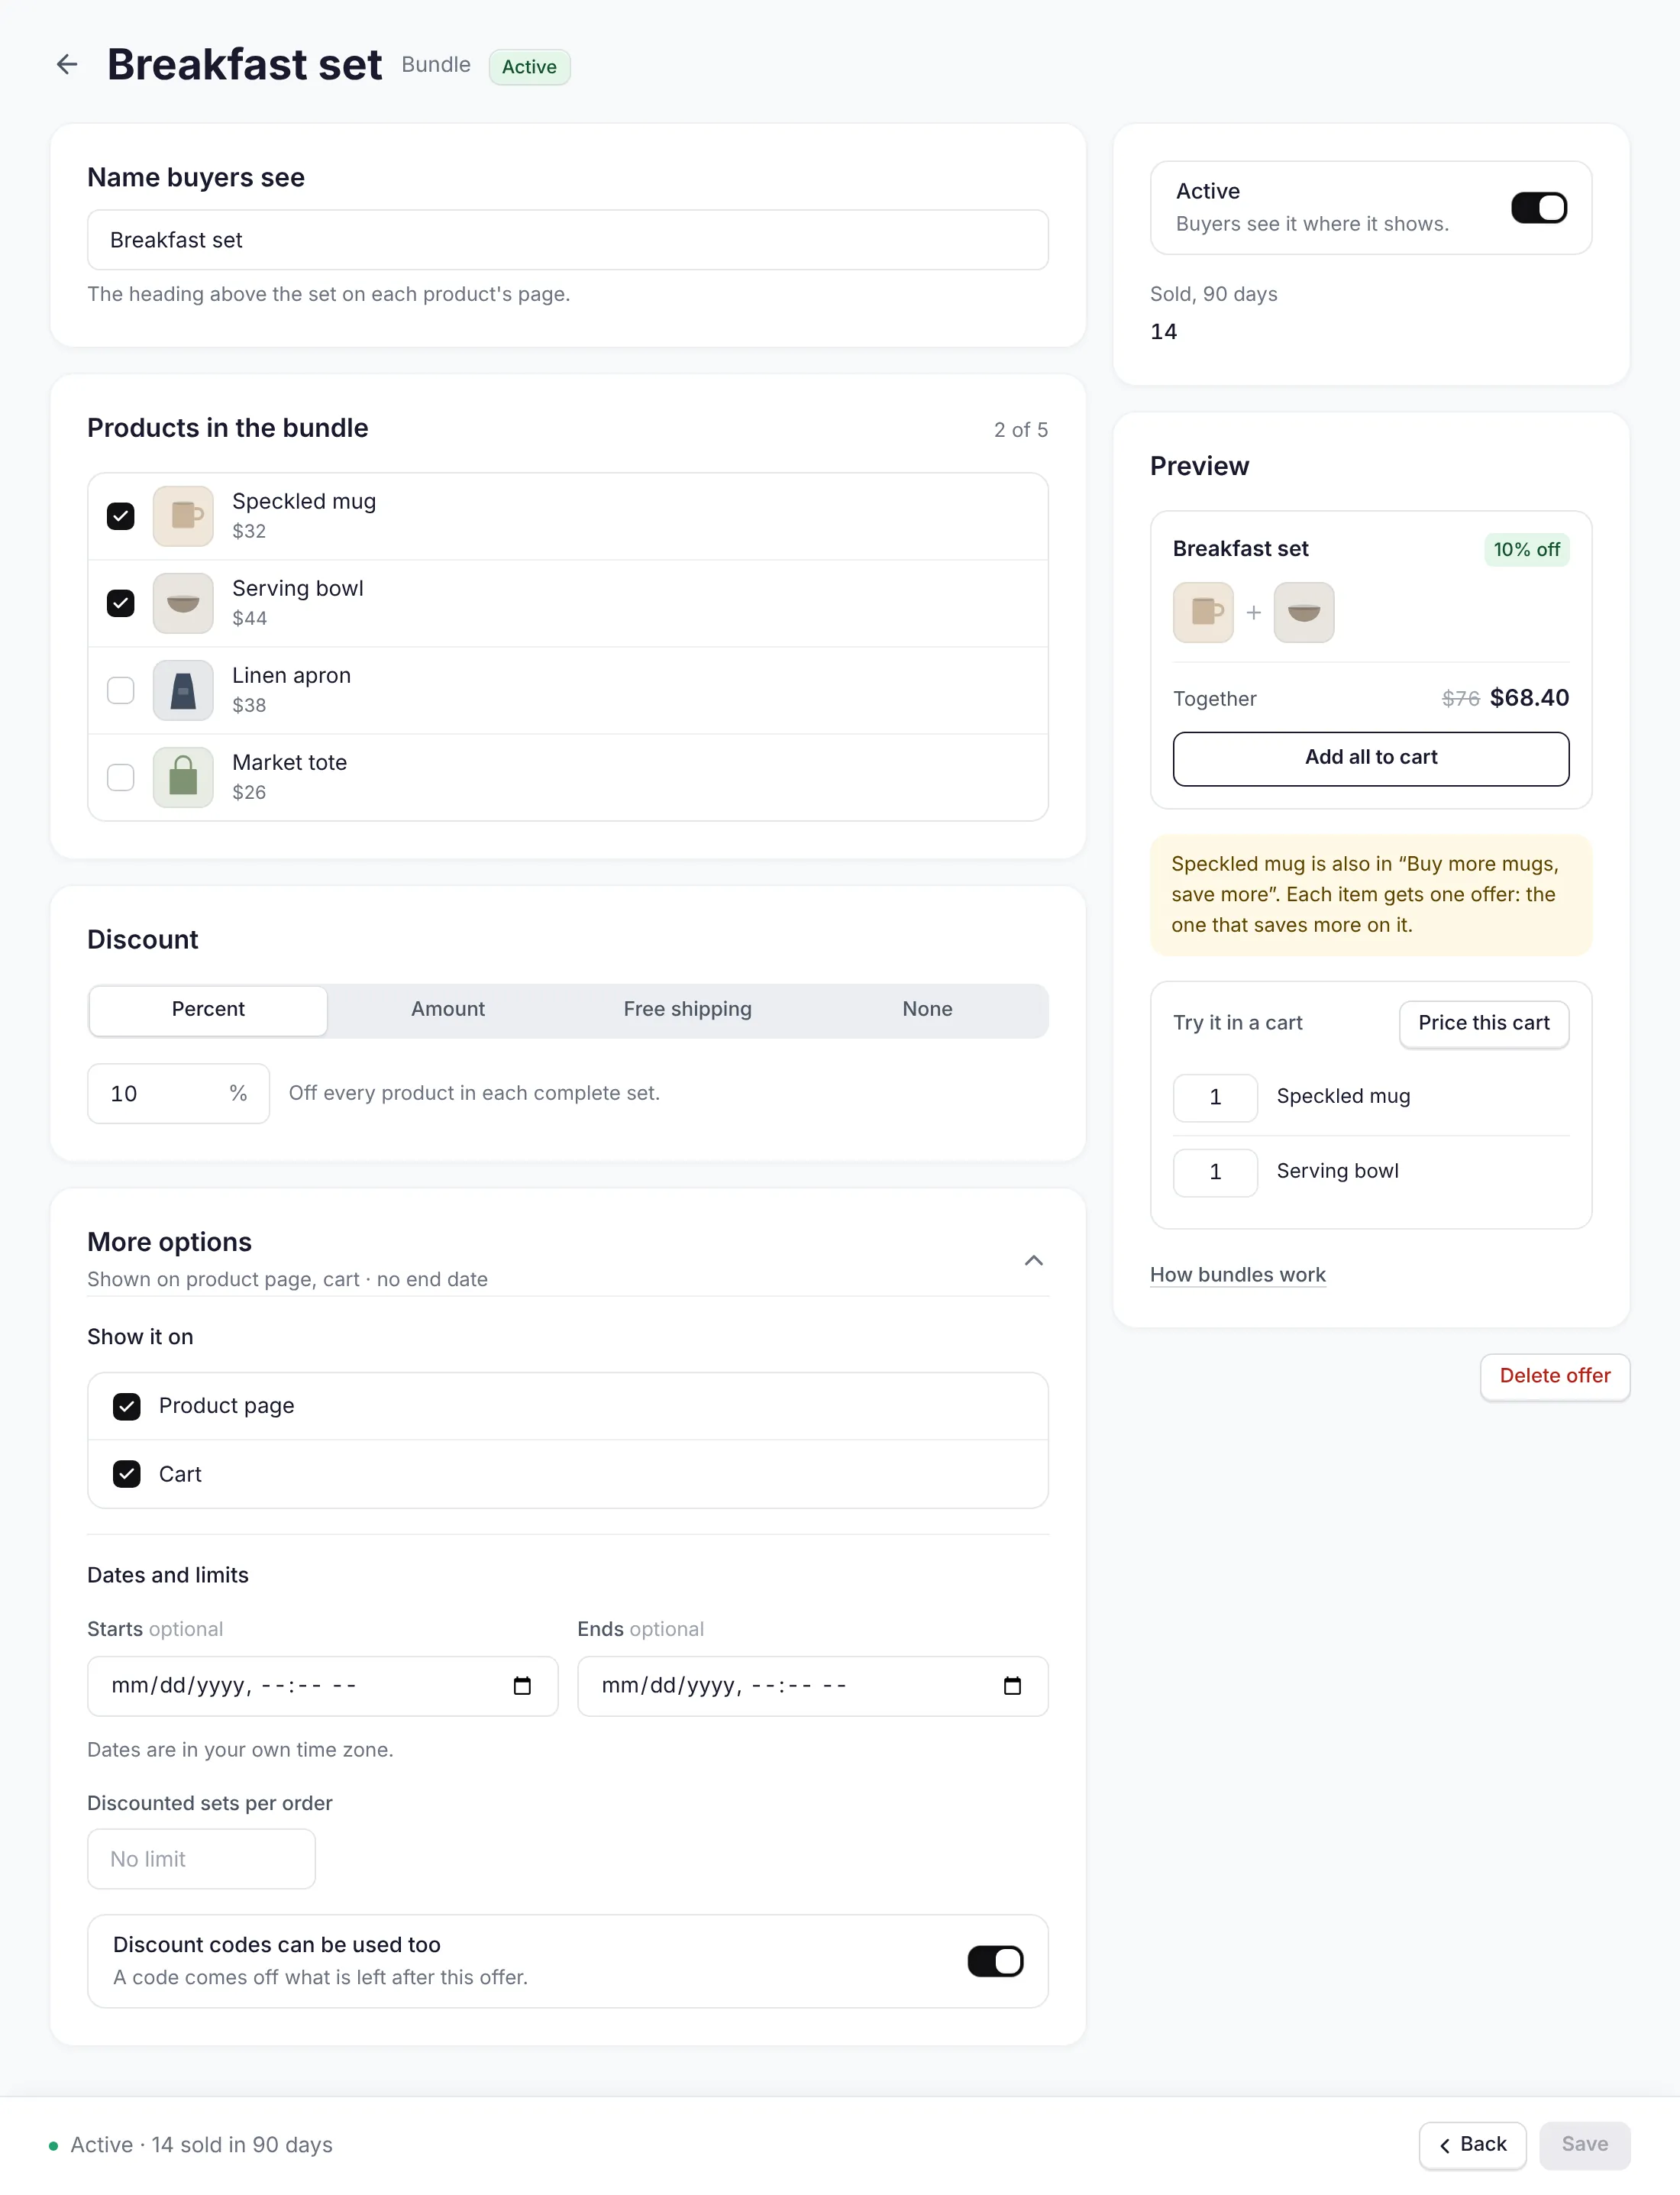 Breakfast set Bundle Active
Name buyers see
Breakfast set
The heading above the set on each product's page.
Products in the bundle 2 of 5
Speckled mug
$32
Serving bowl
$44
Linen apron
$38
Market tote
$26
Discount
Percent Amount Free shipping None
10 % Off every product in each complete set.
More options
Shown on product page, cart · no end date
Show it on
Product page
Cart
Dates and limits
Starts optional Ends optional
mm/dd/yyyy, --:-- -- mm/dd/yyyy, --:-- --
Dates are in your own time zone.
Discounted sets per order
No limit
Discount codes can be used too
A code comes off what is left after this offer.
Active
Buyers see it where it shows.
Sold, 90 days
14
Preview
Breakfast set 10% off
+
Together $76 $68.40
Add all to cart
Speckled mug is also in “Buy more mugs,
save more”. Each item gets one offer: the
one that saves more on it.
Try it in a cart Price this cart
1 Speckled mug
1 Serving bowl
How bundles work
Delete offer
Active · 14 sold in 90 days Back Save